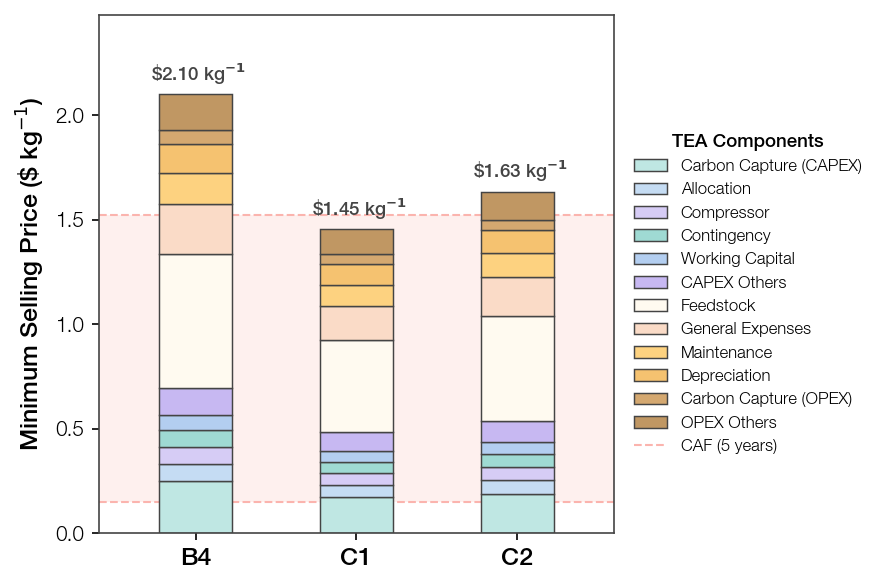 Minimum Selling Price ($ kg⁻¹)
2.0
1.5
1.0
0.5
0.0
$2.10 kg⁻¹
$1.45 kg⁻¹
$1.63 kg⁻¹
B4
C1
C2
TEA Components
Carbon Capture (CAPEX)
Allocation
Compressor
Contingency
Working Capital
CAPEX Others
Feedstock
General Expenses
Maintenance
Depreciation
Carbon Capture (OPEX)
OPEX Others
CAF (5 years)